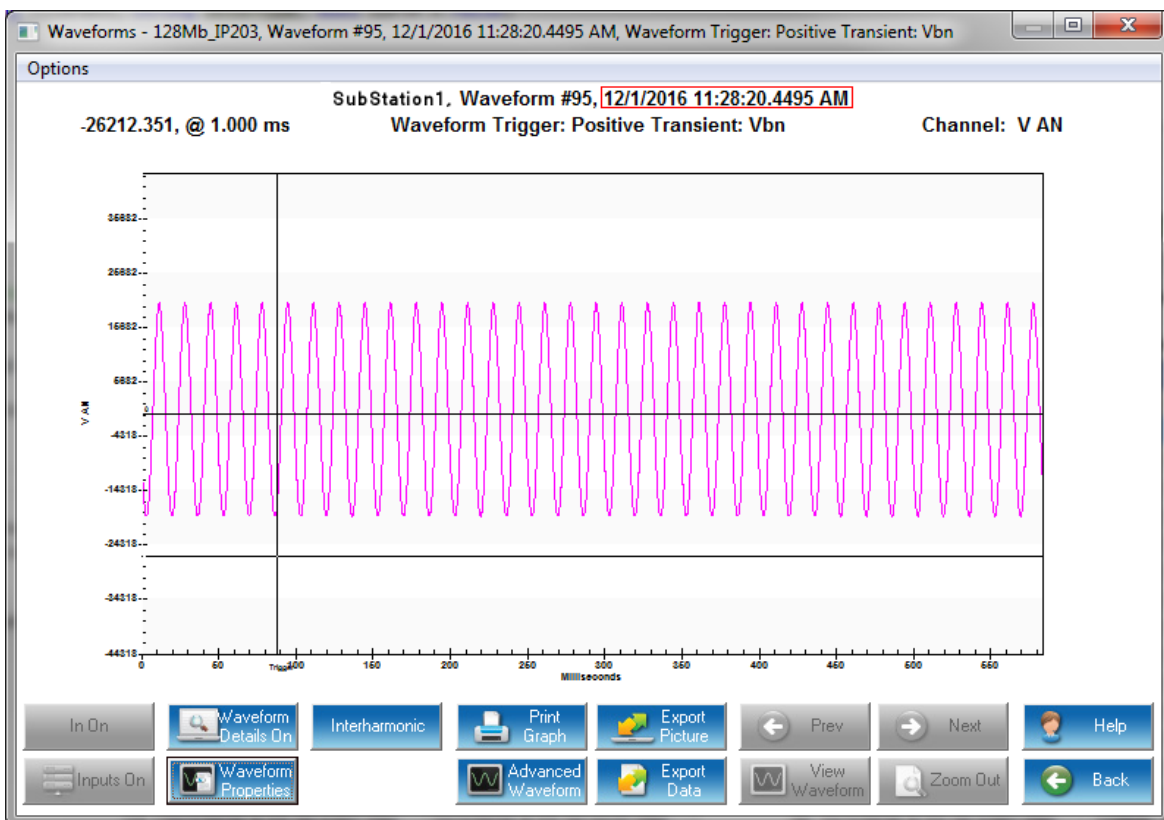 Waveforms - 128Mb_IP203, Waveform #95, 12/1/2016 11:28:20.4495 AM, Waveform Trigger: Positive Transient: Vbn
Options
SubStation1, Waveform #95, 12/1/2016 11:28:20.4495 AM
-26212.351, @ 1.000 ms Waveform Trigger: Positive Transient: Vbn Channel: V AN
35682
25682
15682
5682
0
-4318
-14318
-24318
-34318
-44318
V AN
0 50 Trigger 100 150 200 250 300 350 400 450 500 550
Milliseconds
In On
Waveform Details On
Interharmonic
Print Graph
Export Picture
Prev
Next
Help
Inputs On
Waveform Properties
Advanced Waveform
Export Data
View Waveform
Zoom Out
Back